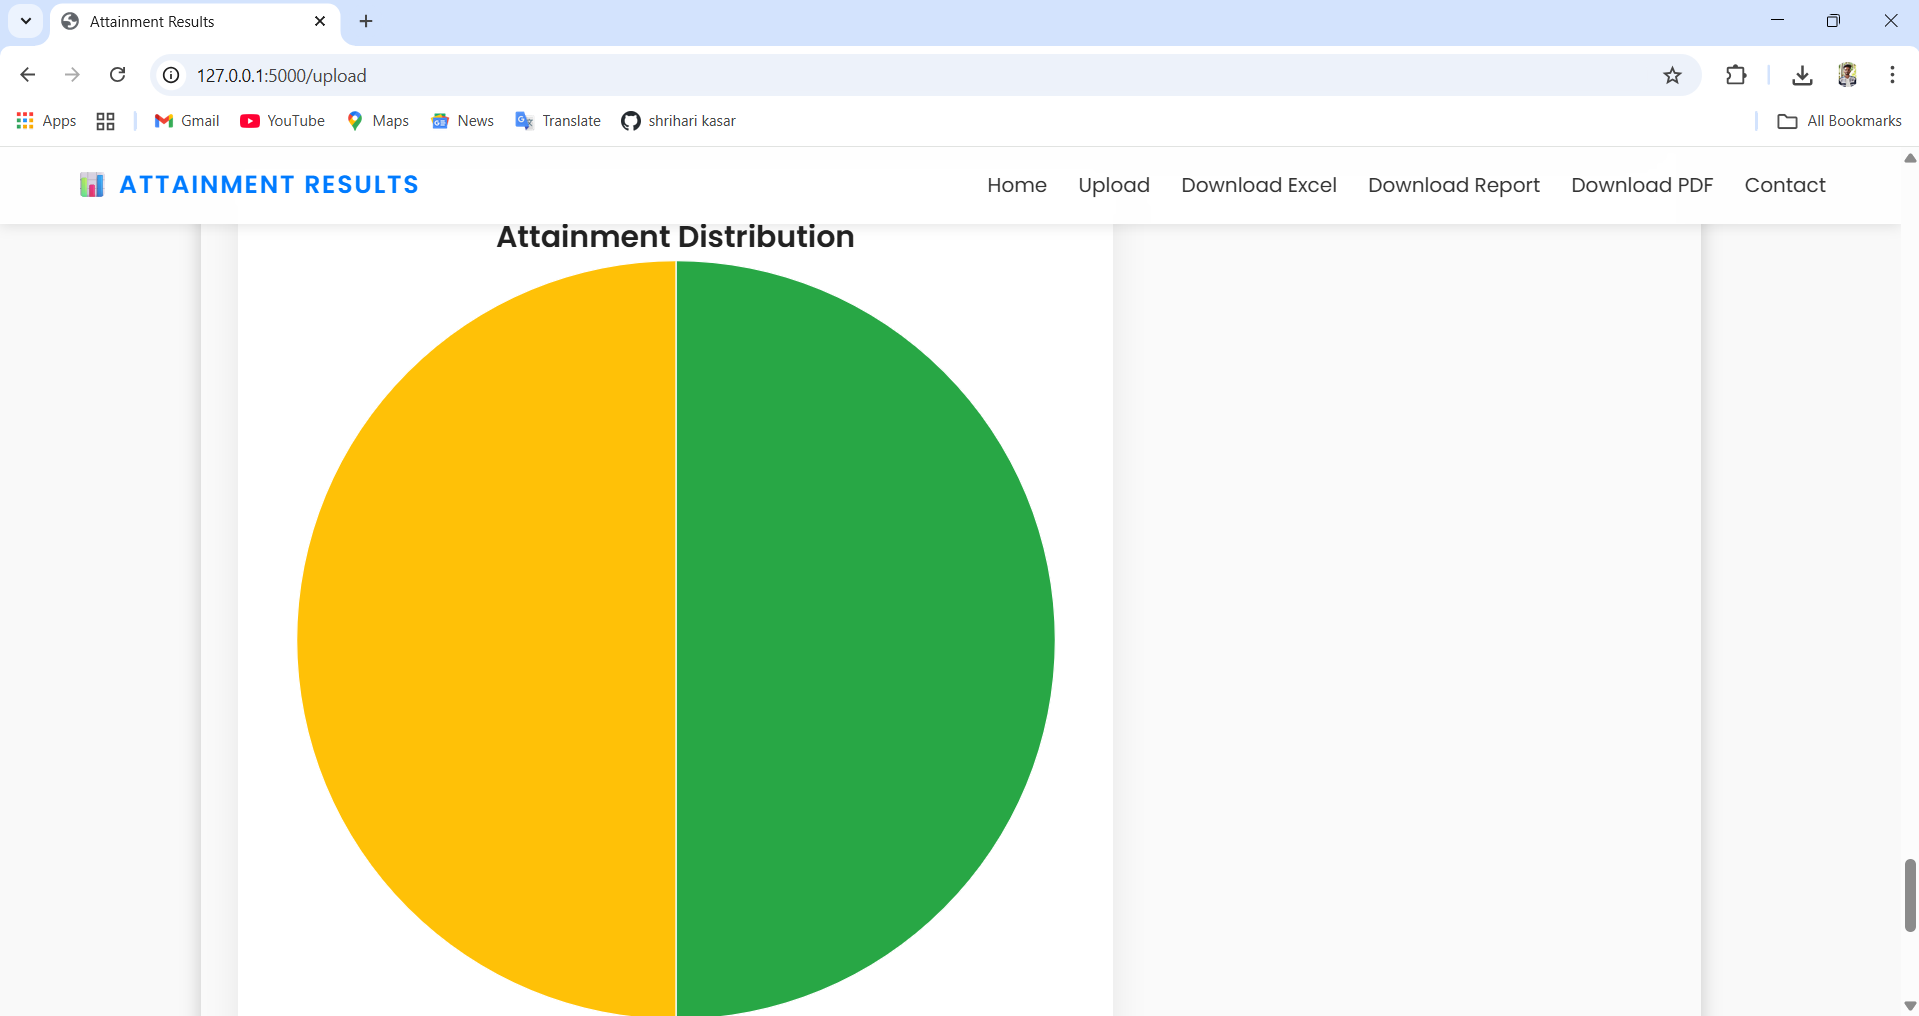 Attainment Results
127.0.0.1:5000/upload
Apps Gmail YouTube Maps News Translate shrihari kasar All Bookmarks
ATTAINMENT RESULTS Home Upload Download Excel Download Report Download PDF Contact
Attainment Distribution